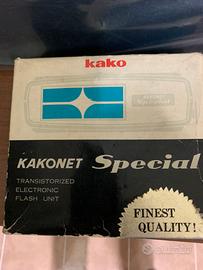 kako
KAKONET Special
TRANSISTORIZED
ELECTRONIC
FLASH UNIT
FINEST
QUALITY!